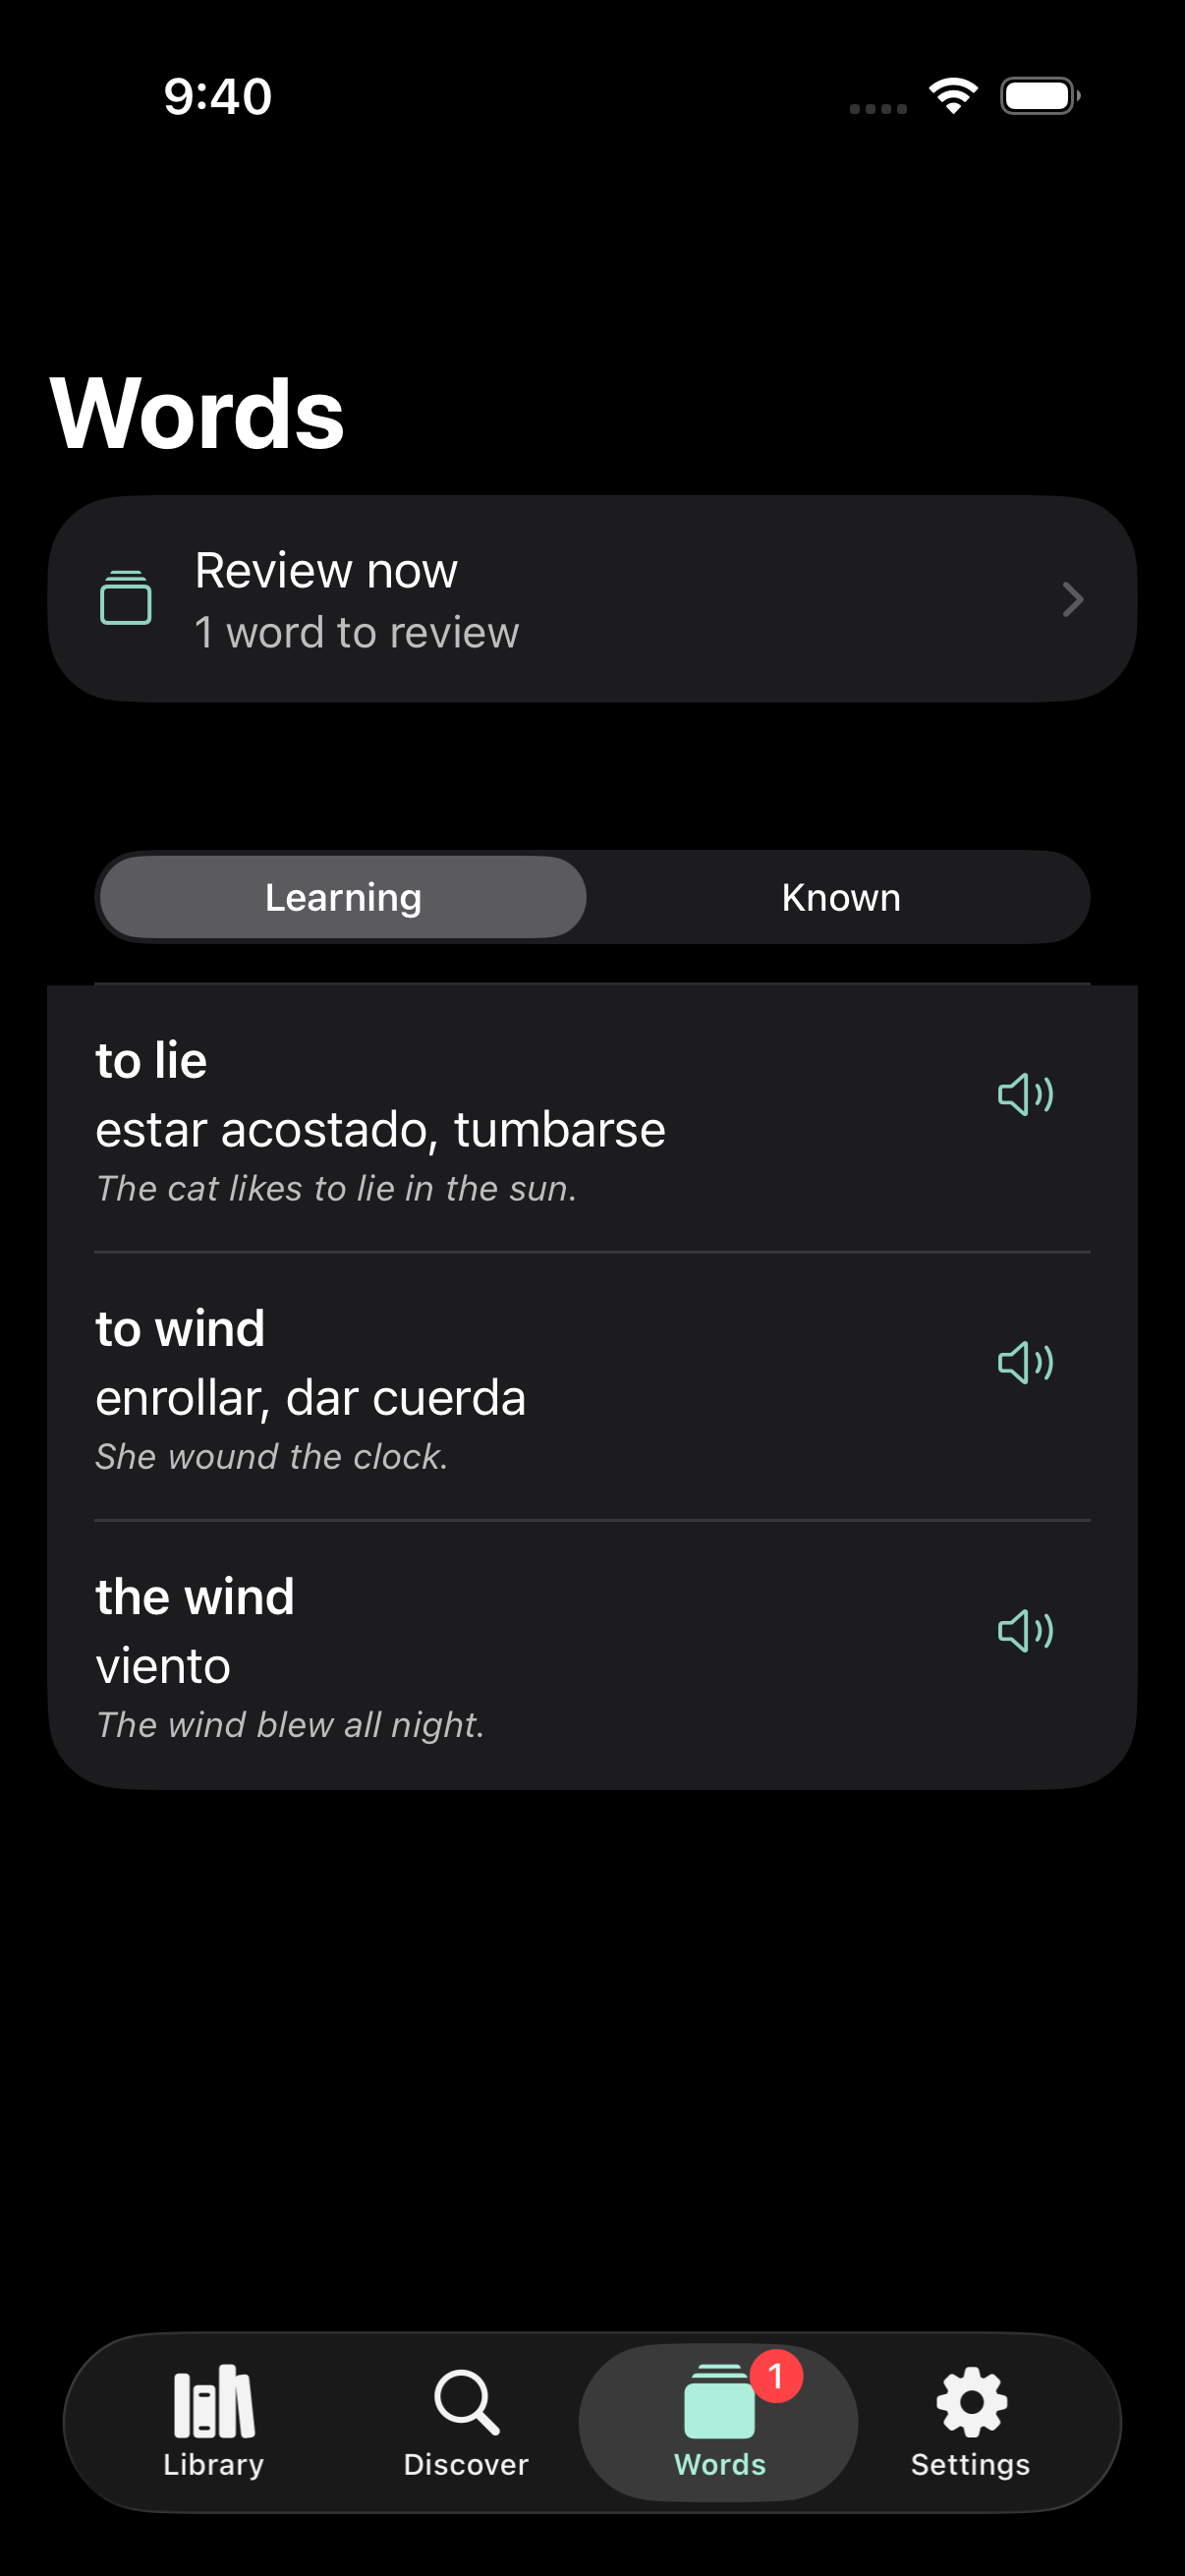 9:40
Words
Review now
1 word to review
Learning
Known
to lie
estar acostado, tumbarse
The cat likes to lie in the sun.
to wind
enrollar, dar cuerda
She wound the clock.
the wind
viento
The wind blew all night.
1
Library
Discover
Words
Settings